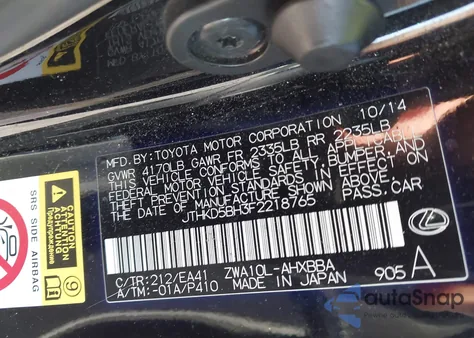 MFD. BY: TOYOTA MOTOR CORPORATION 10/14
GVWR 4170LB GAWR FR 2335LB RR 2235LB
THIS VEHICLE CONFORMS TO ALL APPLICABLE
FEDERAL MOTOR VEHICLE SAFETY, BUMPER, AND
THEFT PREVENTION STANDARDS IN EFFECT ON
THE DATE OF MANUFACTURE SHOWN ABOVE.
JTHKD5BH3F2218765 PASS. CAR
C/TR: 212/EA41 ZWA10L-AHXBBA
A/TM: -01A/P410 MADE IN JAPAN 905 A
SRS SIDE AIRBAG
Предупреждение
9
autoSnap